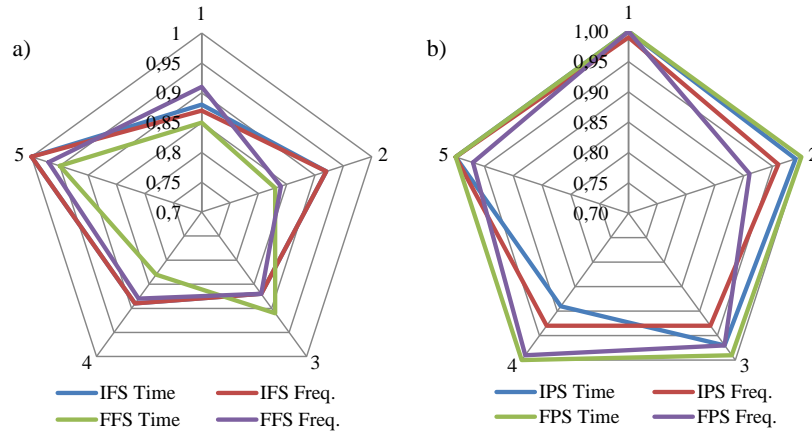 a)
1
1
0,95
0,9
0,85
0,8
0,75
0,7
2
3
4
5
IFS Time
IFS Freq.
FFS Time
FFS Freq.
b)
1
1,00
0,95
0,90
0,85
0,80
0,75
0,70
2
3
4
5
IPS Time
IPS Freq.
FPS Time
FPS Freq.